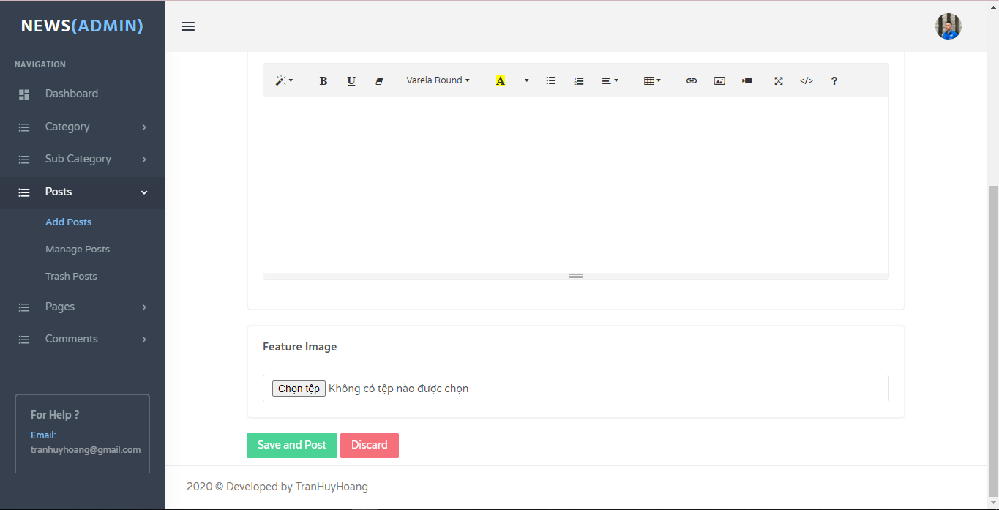 NEWS(ADMIN)
NAVIGATION
Dashboard
Category
Sub Category
Posts
Add Posts
Manage Posts
Trash Posts
Pages
Comments
For Help ?
Email:
tranhuyhoang@gmail.com
B U Varela Round A </> ?
Feature Image
Chọn tệp Không có tệp nào được chọn
Save and Post Discard
2020 © Developed by TranHuyHoang